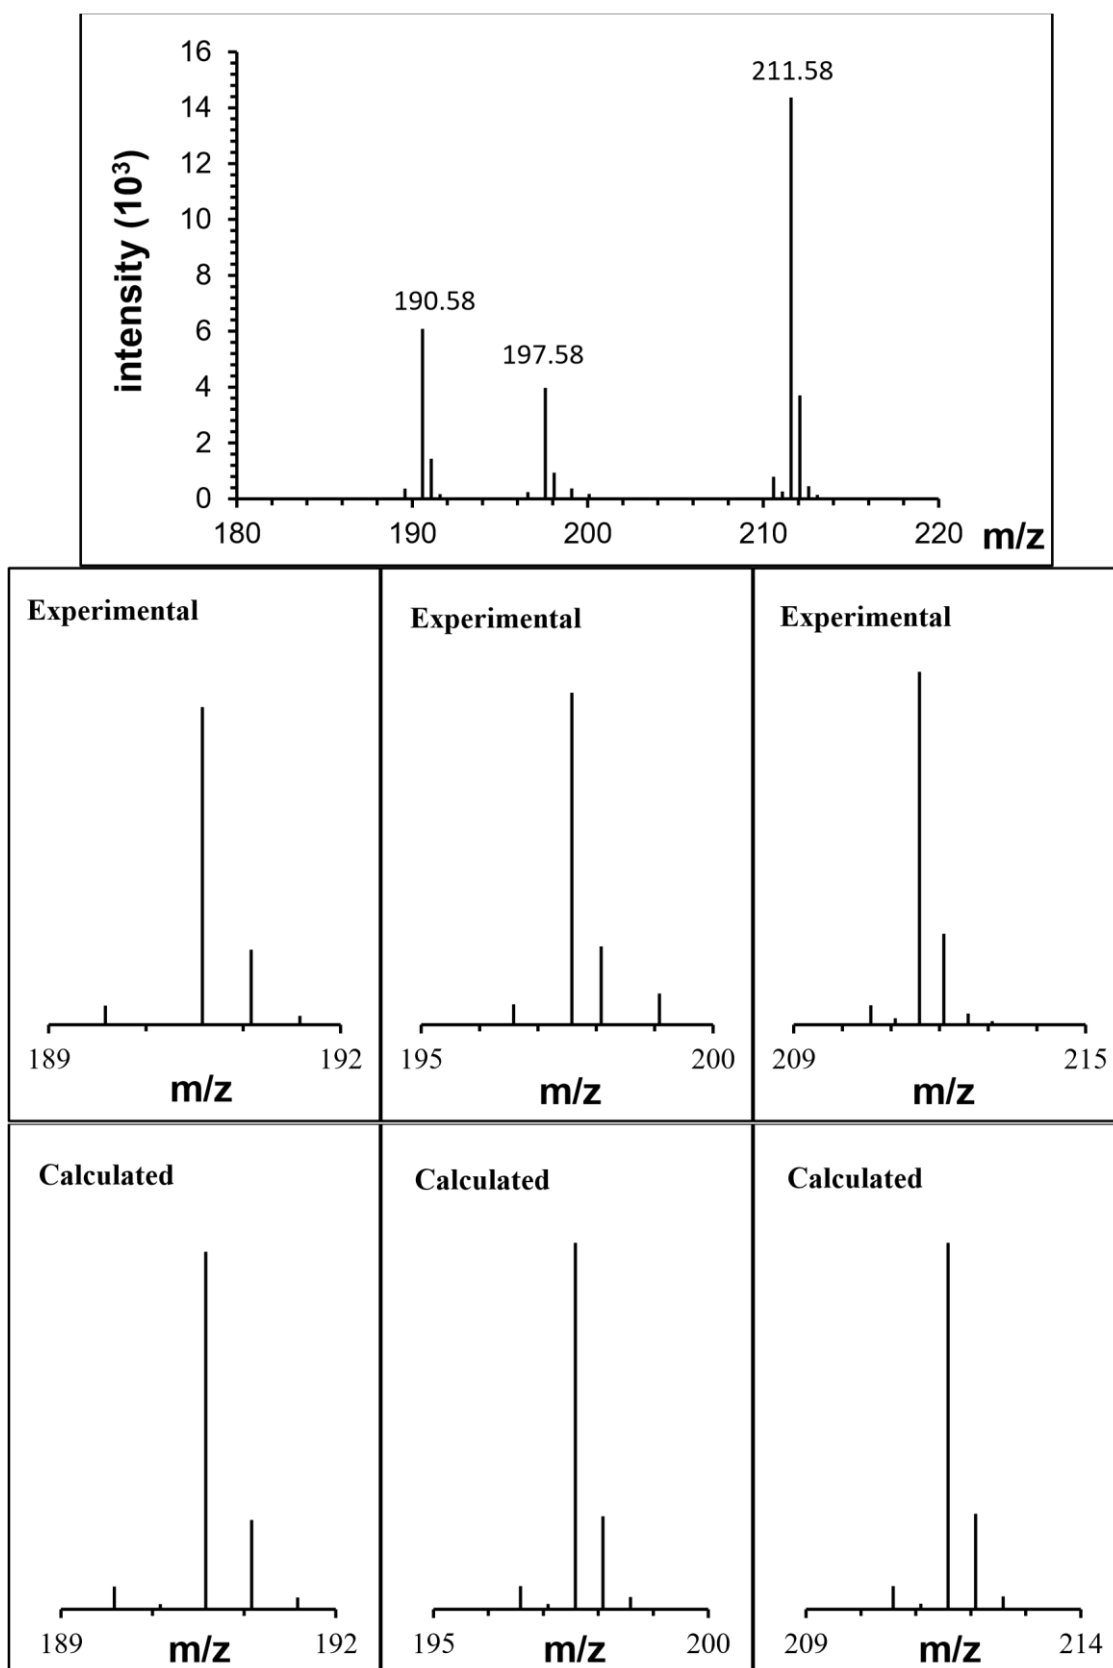 intensity (10³)
16
14
12
10
8
6
4
2
0
190.58
197.58
211.58
180
190
200
210
220
m/z
Experimental
189
192
m/z
Experimental
195
200
m/z
Experimental
209
215
m/z
Calculated
189
192
m/z
Calculated
195
200
m/z
Calculated
209
214
m/z